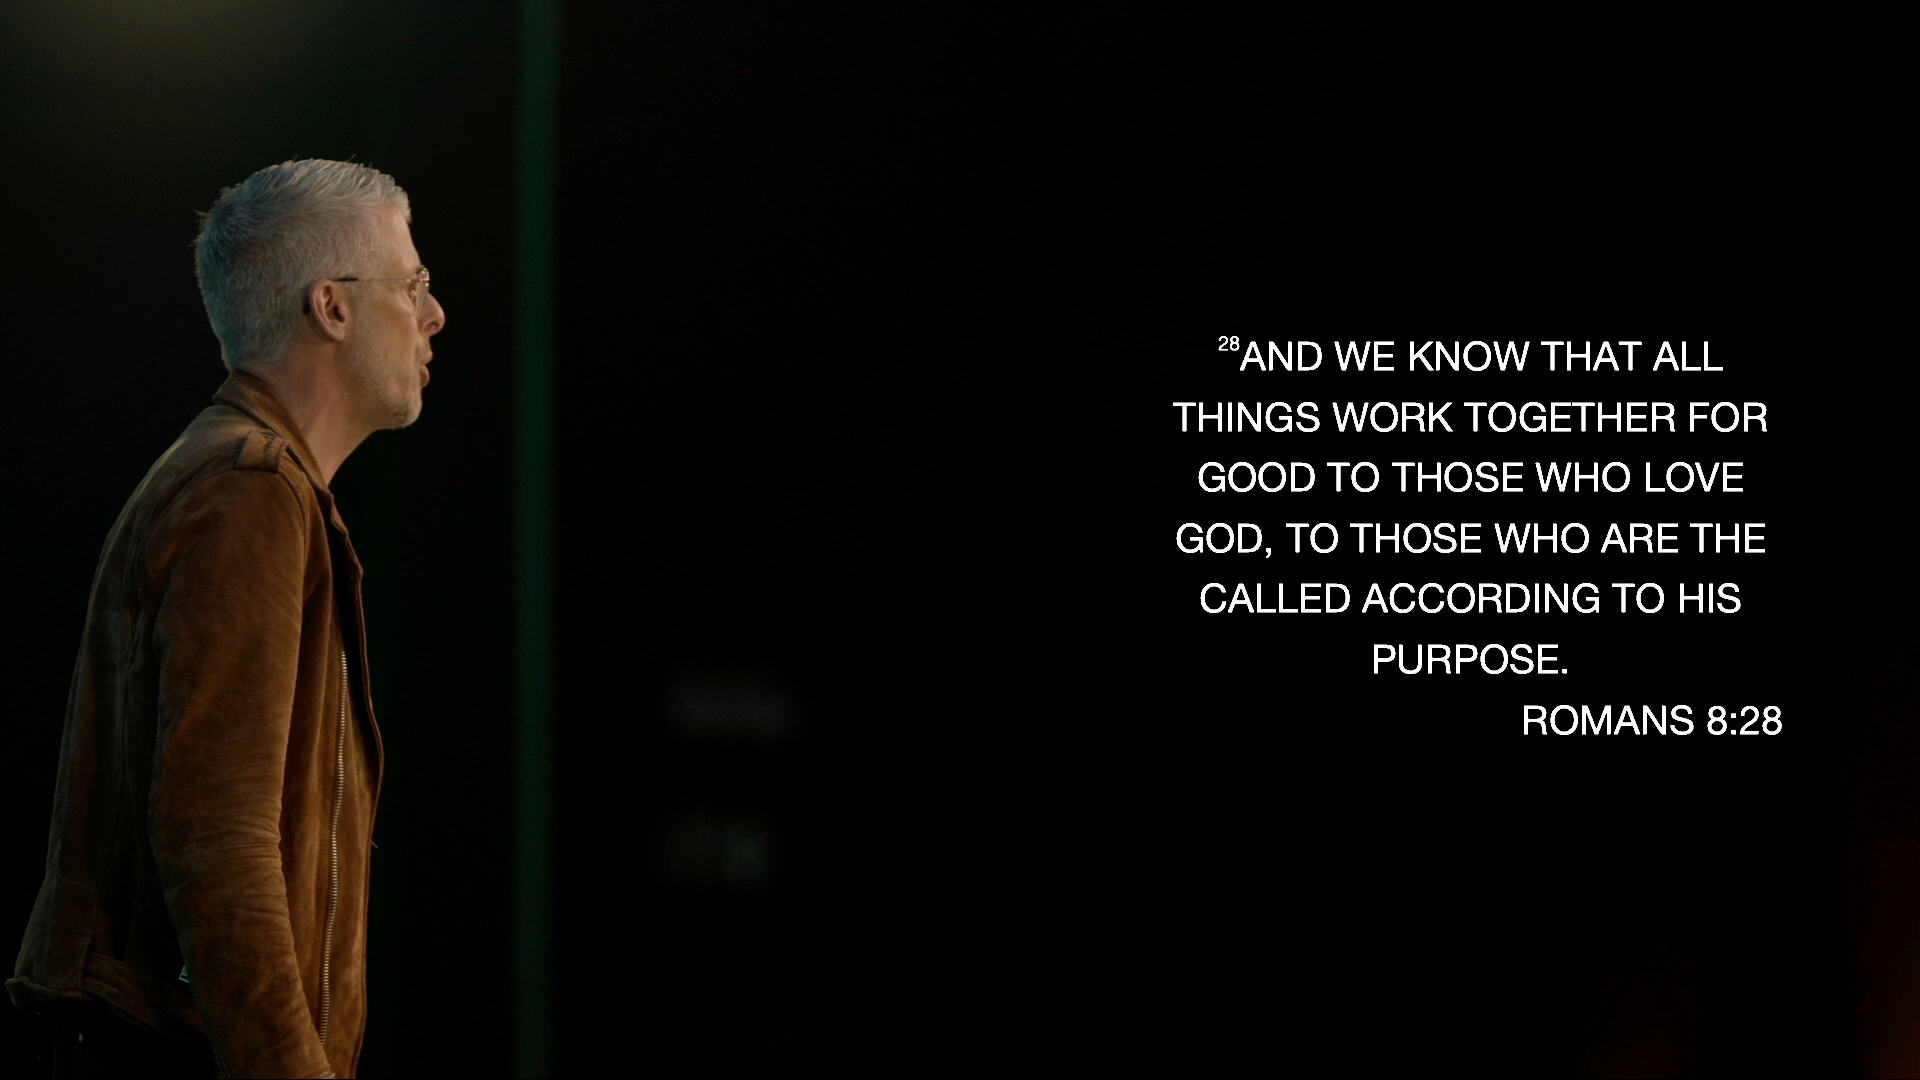 28AND WE KNOW THAT ALL
THINGS WORK TOGETHER FOR
GOOD TO THOSE WHO LOVE
GOD, TO THOSE WHO ARE THE
CALLED ACCORDING TO HIS
PURPOSE.
ROMANS 8:28